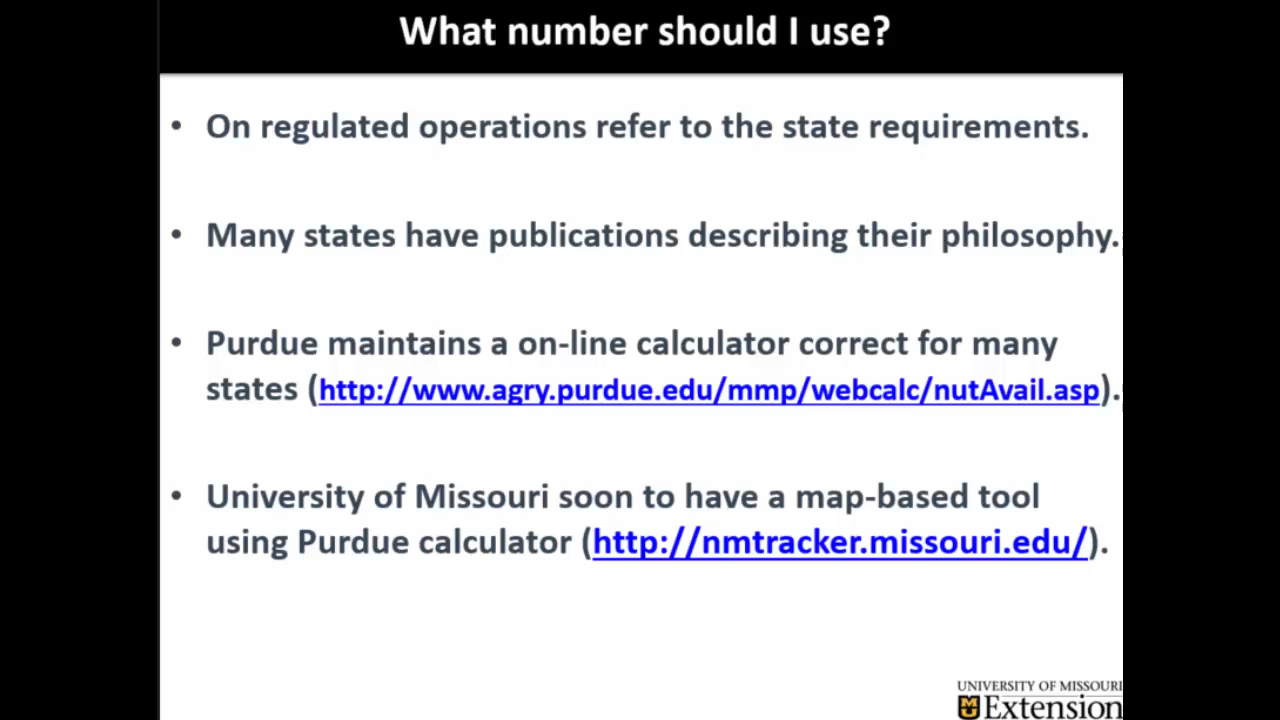 What number should I use?
• On regulated operations refer to the state requirements.
• Many states have publications describing their philosophy.
• Purdue maintains a on-line calculator correct for many
states (http://www.agry.purdue.edu/mmp/webcalc/nutAvail.asp).
• University of Missouri soon to have a map-based tool
using Purdue calculator (http://nmtracker.missouri.edu/).
UNIVERSITY OF MISSOURI
Extension